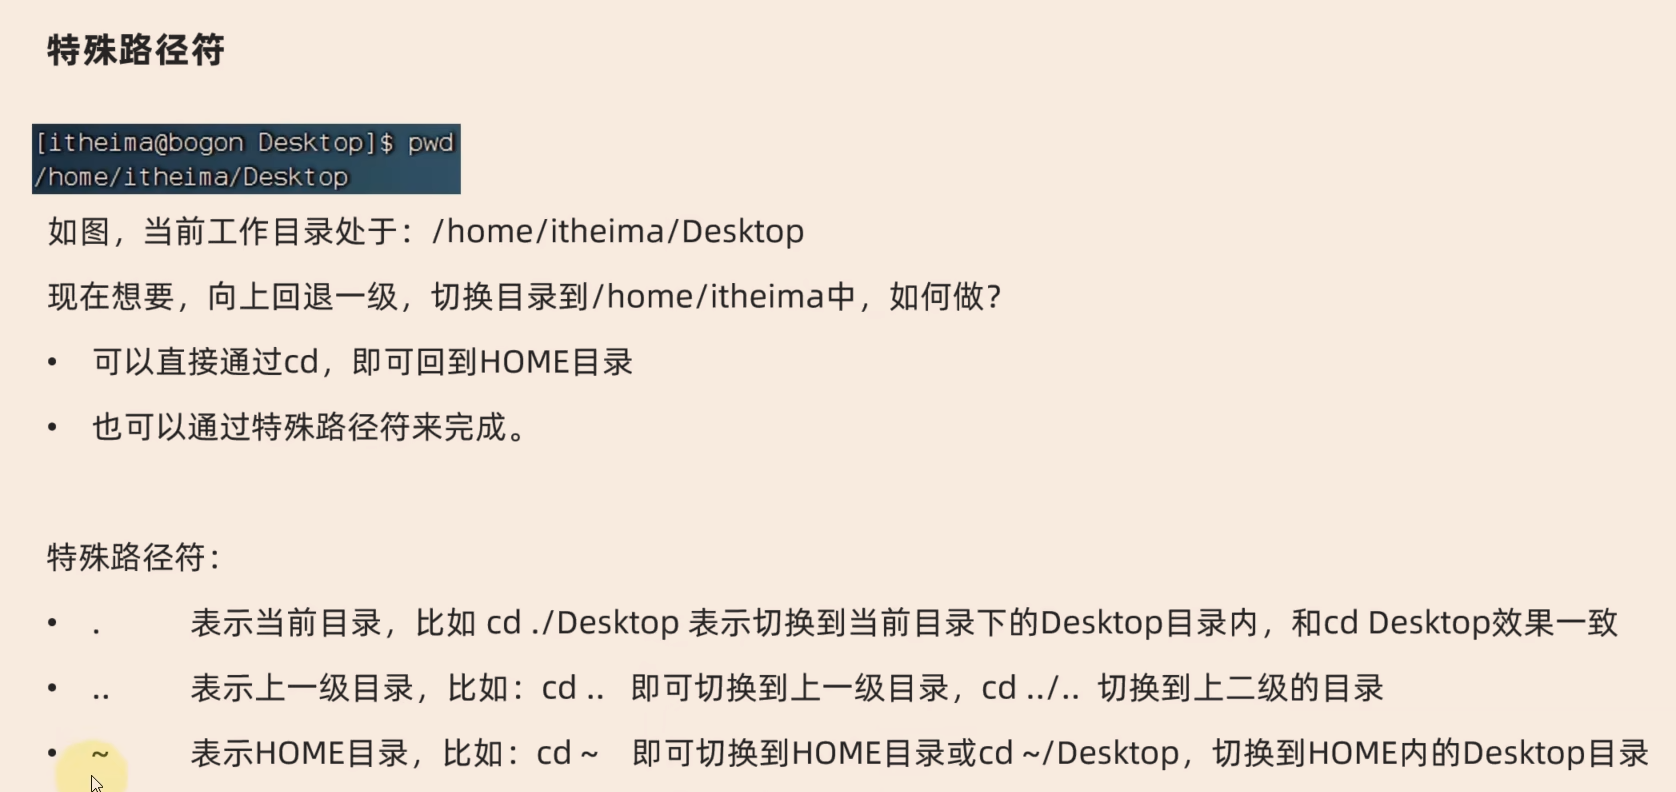 特殊路径符
[itheima@bogon Desktop]$ pwd
/home/itheima/Desktop
如图，当前工作目录处于：/home/itheima/Desktop
现在想要，向上回退一级，切换目录到/home/itheima中，如何做？
• 可以直接通过cd，即可回到HOME目录
• 也可以通过特殊路径符来完成。
特殊路径符：
• . 表示当前目录，比如 cd ./Desktop 表示切换到当前目录下的Desktop目录内，和cd Desktop效果一致
• .. 表示上一级目录，比如：cd .. 即可切换到上一级目录，cd ../.. 切换到上二级的目录
• ~ 表示HOME目录，比如：cd ~ 即可切换到HOME目录或cd ~/Desktop，切换到HOME内的Desktop目录